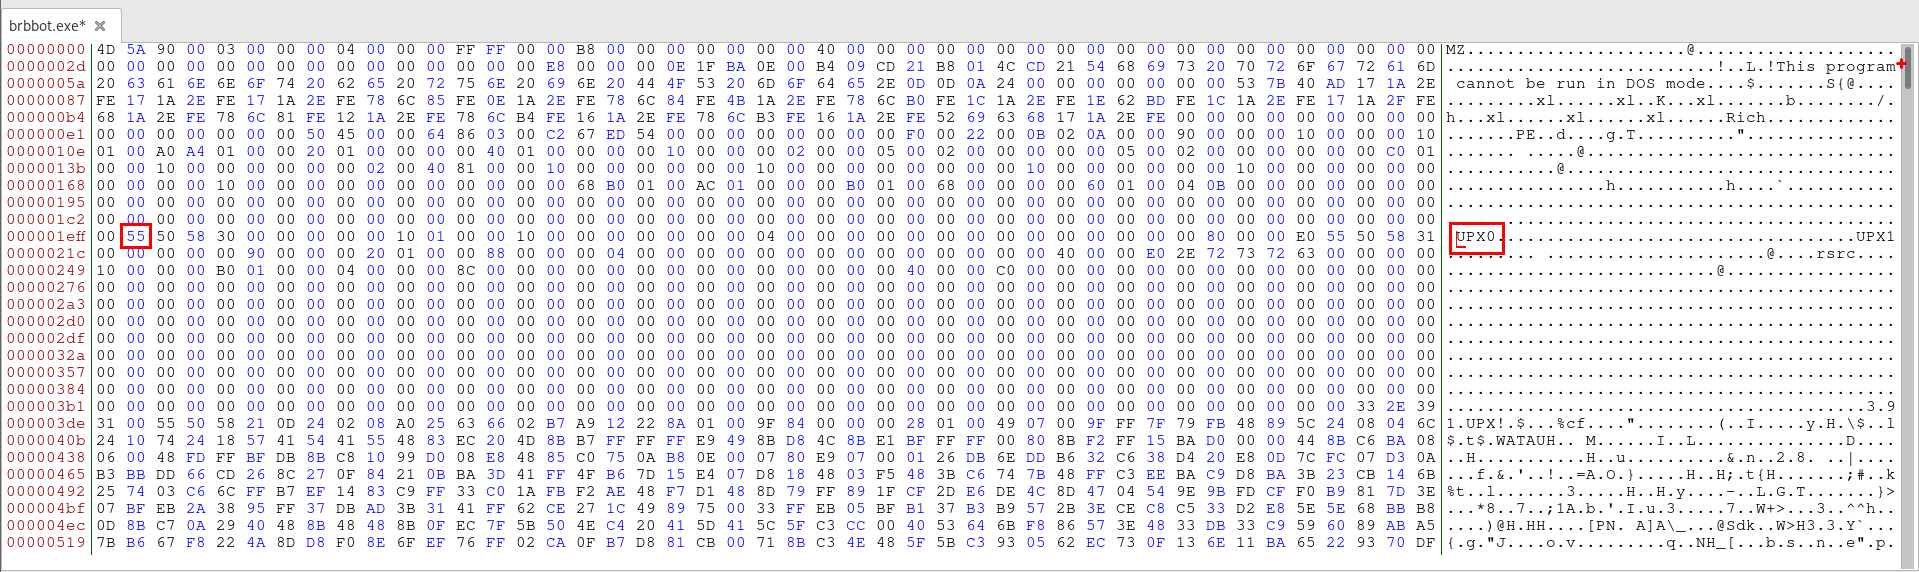 brbbot.exe*
00000000 4D 5A 90 00 03 00 00 00 04 00 00 00 FF FF 00 00 B8 00 00 00 00 00 00 00 40 00 00 00 00 00 00 00 00 00 00 00 00 00 00 00 00 00 00 00 00 MZ......................@....................
0000002d 00 00 00 00 00 00 00 00 00 00 00 00 00 00 00 E8 00 00 00 0E 1F BA 0E 00 B4 09 CD 21 B8 01 4C CD 21 54 68 69 73 20 70 72 6F 67 72 61 6D ...........................!..L.!This program
0000005a 20 63 61 6E 6E 6F 74 20 62 65 20 72 75 6E 20 69 6E 20 44 4F 53 20 6D 6F 64 65 2E 0D 0D 0A 24 00 00 00 00 00 00 00 53 7B 40 AD 17 1A 2E  cannot be run in DOS mode....$.......S{@.....
00000087 FE 17 1A 2E FE 17 1A 2E FE 78 6C 85 FE 0E 1A 2E FE 78 6C 84 FE 4B 1A 2E FE 78 6C B0 FE 1C 1A 2E FE 1E 62 BD FE 1C 1A 2E FE 17 1A 2F FE .........xl......xl..K...xl.......b......../.
000000b4 68 1A 2E FE 78 6C 81 FE 12 1A 2E FE 78 6C B4 FE 16 1A 2E FE 78 6C B3 FE 16 1A 2E FE 52 69 63 68 17 1A 2E FE 00 00 00 00 00 00 00 00 00 h...xl......xl......xl......Rich.............
000000e1 00 00 00 00 00 00 00 50 45 00 00 64 86 03 00 C2 67 ED 54 00 00 00 00 00 00 00 00 F0 00 22 00 0B 02 0A 00 00 90 00 00 00 10 00 00 00 10 .......PE..d....g.T.........."...............
0000010e 01 00 A0 A4 01 00 00 20 01 00 00 00 00 40 01 00 00 00 00 10 00 00 00 02 00 00 05 00 02 00 00 00 00 00 05 00 02 00 00 00 00 00 00 C0 01 ....... .....@...............................
0000013b 00 00 10 00 00 00 00 00 00 02 00 40 81 00 00 10 00 00 00 00 00 00 10 00 00 00 00 00 00 00 00 10 00 00 00 00 00 00 10 00 00 00 00 00 00 ...........@.................................
00000168 00 00 00 00 10 00 00 00 00 00 00 00 00 00 00 00 68 B0 01 00 AC 01 00 00 00 B0 01 00 68 00 00 00 00 60 01 00 04 0B 00 00 00 00 00 00 00 ................h...........h....`...........
00000195 00 00 00 00 00 00 00 00 00 00 00 00 00 00 00 00 00 00 00 00 00 00 00 00 00 00 00 00 00 00 00 00 00 00 00 00 00 00 00 00 00 00 00 00 00 .............................................
000001c2 00 00 00 00 00 00 00 00 00 00 00 00 00 00 00 00 00 00 00 00 00 00 00 00 00 00 00 00 00 00 00 00 00 00 00 00 00 00 00 00 00 00 00 00 00 .............................................
000001eff 00 55 50 58 30 00 00 00 00 00 10 01 00 00 10 00 00 00 00 00 00 00 04 00 00 00 00 00 00 00 00 00 00 00 00 00 00 80 00 00 E0 55 50 58 31 .UPX0....................................UPX1
0000021c 00 00 00 00 00 90 00 00 00 20 01 00 00 88 00 00 00 04 00 00 00 00 00 00 00 00 00 00 00 00 00 00 40 00 00 E0 2E 72 73 72 63 00 00 00 00 ......... ......................@....rsrc....
00000249 10 00 00 00 B0 01 00 00 04 00 00 00 8C 00 00 00 00 00 00 00 00 00 00 00 00 00 00 40 00 00 C0 00 00 00 00 00 00 00 00 00 00 00 00 00 00 ...........................@.................
00000276 00 00 00 00 00 00 00 00 00 00 00 00 00 00 00 00 00 00 00 00 00 00 00 00 00 00 00 00 00 00 00 00 00 00 00 00 00 00 00 00 00 00 00 00 00 .............................................
000002a3 00 00 00 00 00 00 00 00 00 00 00 00 00 00 00 00 00 00 00 00 00 00 00 00 00 00 00 00 00 00 00 00 00 00 00 00 00 00 00 00 00 00 00 00 00 .............................................
000002d0 00 00 00 00 00 00 00 00 00 00 00 00 00 00 00 00 00 00 00 00 00 00 00 00 00 00 00 00 00 00 00 00 00 00 00 00 00 00 00 00 00 00 00 00 00 .............................................
000002df 00 00 00 00 00 00 00 00 00 00 00 00 00 00 00 00 00 00 00 00 00 00 00 00 00 00 00 00 00 00 00 00 00 00 00 00 00 00 00 00 00 00 00 00 00 .............................................
0000032a 00 00 00 00 00 00 00 00 00 00 00 00 00 00 00 00 00 00 00 00 00 00 00 00 00 00 00 00 00 00 00 00 00 00 00 00 00 00 00 00 00 00 00 00 00 .............................................
00000357 00 00 00 00 00 00 00 00 00 00 00 00 00 00 00 00 00 00 00 00 00 00 00 00 00 00 00 00 00 00 00 00 00 00 00 00 00 00 00 00 00 00 00 00 00 .............................................
00000384 00 00 00 00 00 00 00 00 00 00 00 00 00 00 00 00 00 00 00 00 00 00 00 00 00 00 00 00 00 00 00 00 00 00 00 00 00 00 00 00 00 00 00 00 00 .............................................
000003b1 00 00 00 00 00 00 00 00 00 00 00 00 00 00 00 00 00 00 00 00 00 00 00 00 00 00 00 00 00 00 00 00 00 00 00 00 00 00 00 00 00 00 33 2E 39 ..........................................3.9
000003de 31 00 55 50 58 21 0D 24 02 08 A0 25 63 66 02 B7 A9 12 22 8A 01 00 9F 84 00 00 00 28 01 00 49 07 00 9F FF 7F 79 FB 48 89 5C 24 08 04 6C 1.UPX!.$...%cf...."........(..I.....y.H.\$..l
0000040b 24 10 74 24 18 57 41 54 41 55 48 83 EC 20 4D 8B B7 FF FF FF E9 49 8B D8 4C 8B E1 BF FF FF 00 80 8B F2 FF 15 BA D0 00 00 44 8B C6 BA 08 $.t$.WATAUH.. M......I..L...............D....
00000438 06 00 48 FD FF BF DB 8B C8 10 99 D0 08 E8 48 85 C0 75 0A B8 0E 00 07 80 E9 07 00 01 26 DB 6E DD B6 32 C6 38 D4 20 E8 0D 7C FC 07 D3 0A ..H...........H..u..........&.n..2.8. ..|....
00000465 B3 BB DD 66 CD 26 8C 27 0F 84 21 0B BA 3D 41 FF 4F B6 7D 15 E4 07 D8 18 48 03 F5 48 3B C6 74 7B 48 FF C3 EE BA C9 D8 BA 3B 23 CB 14 6B ...f.&.'..!..=A.O.}.....H..H;.t{H.......;#..k
00000492 25 74 03 C6 6C FF B7 EF 14 83 C9 FF 33 C0 1A FB F2 AE 48 F7 D1 48 8D 79 FF 89 1F CF 2D E6 DE 4C 8D 47 04 54 9E 9B FD CF F0 B9 81 7D 3E %t..l.......3.....H..H.y....-..L.G.T.......}>
000004bf 07 BF EB 2A 38 95 FF 37 DB AD 3B 31 41 FF 62 CE 27 1C 49 89 75 00 33 FF EB 05 BF B1 37 B3 B9 57 2B 3E CE C8 C5 33 D2 E8 5E 5E 68 BB B8 ...*8..7..;1A.b.'.I.u.3.....7..W+>...3..^^h..
000004ec 0D 8B C7 0A 29 40 48 8B 48 48 8B 0F EC 7F 5B 50 4E C4 20 41 5D 41 5C 5F C3 CC 00 40 53 64 6B F8 86 57 3E 48 33 DB 33 C9 59 60 89 AB A5 ....)@H.HH....[PN. A]A\_...@Sdk..W>H3.3.Y`...
00000519 7B B6 67 F8 22 4A 8D D8 F0 8E 6F EF 76 FF 02 CA 0F B7 D8 81 CB 00 71 8B C3 4E 48 5F 5B C3 93 05 62 EC 73 0F 13 6E 11 BA 65 22 93 70 DF {.g."J....o.v.........q..NH_[...b.s..n..e".p.